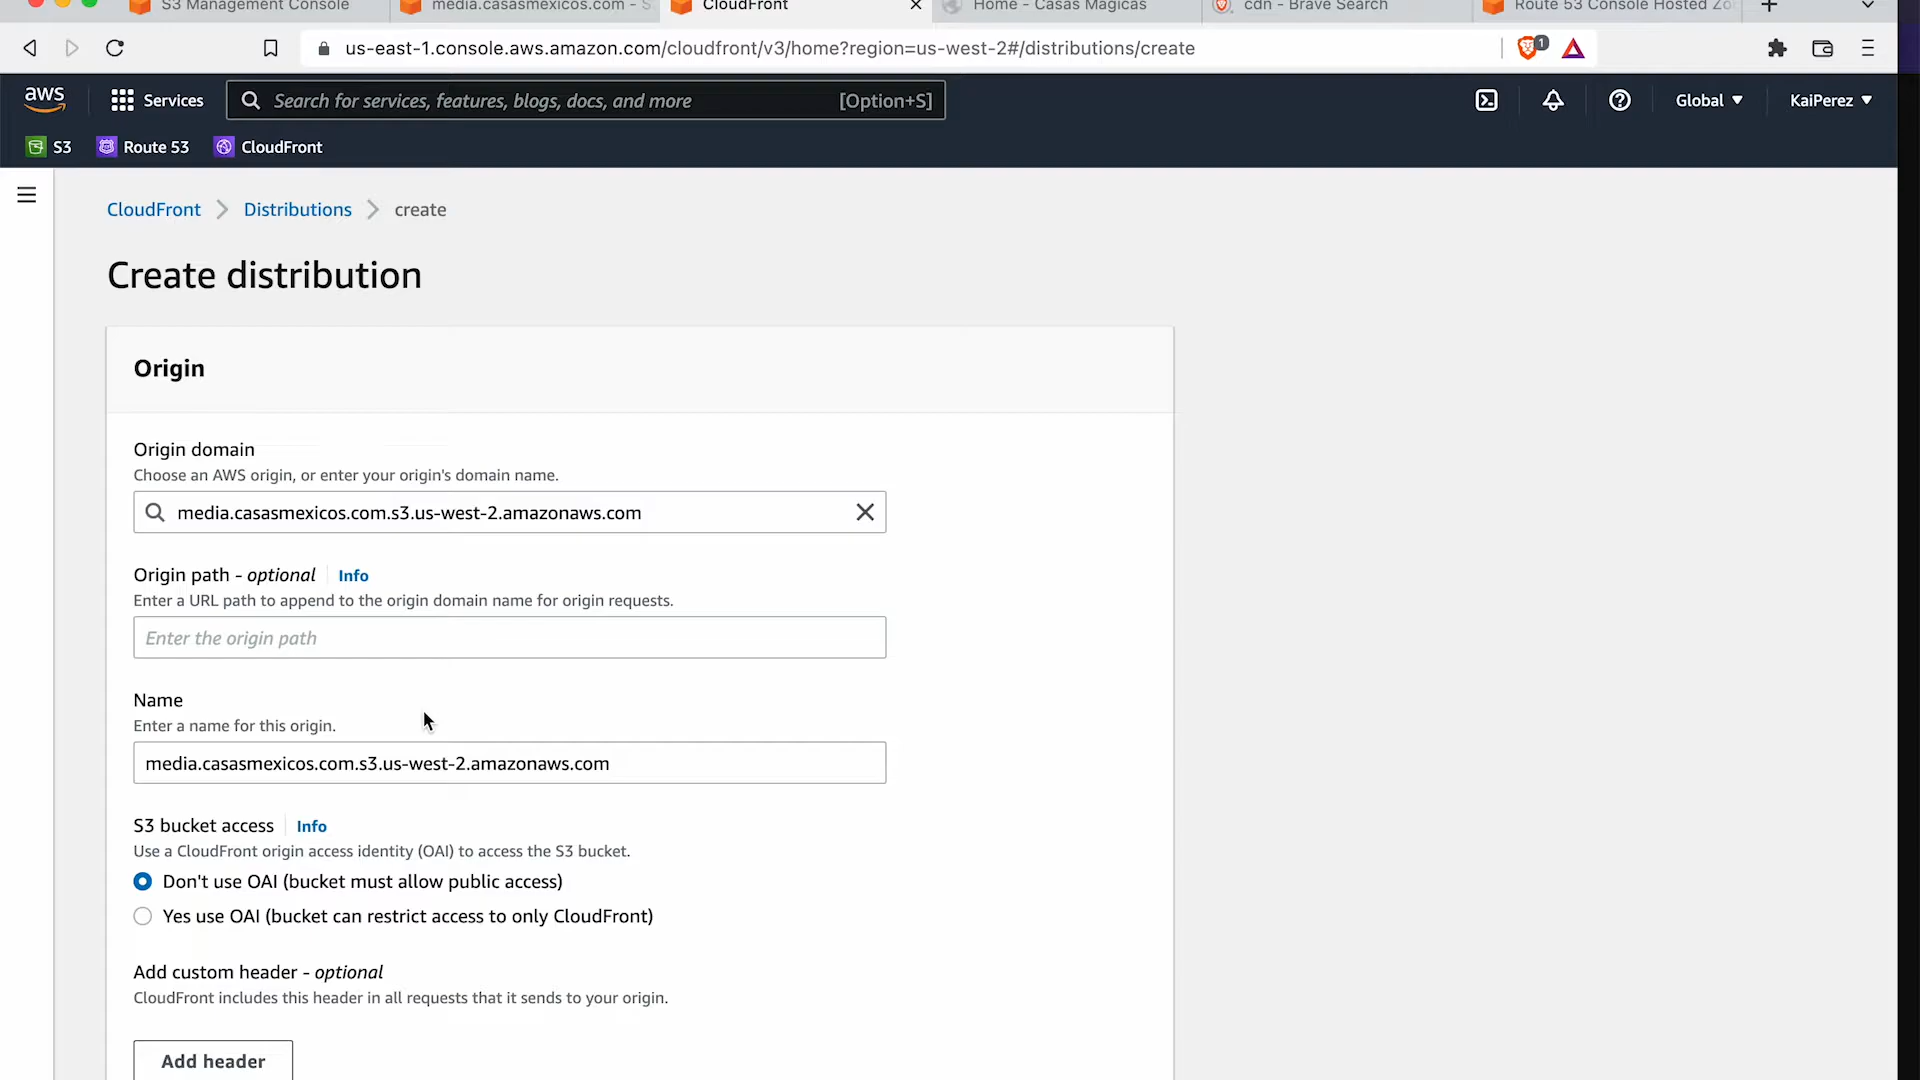 S3 Management Console
media.casasmexicos.com - S
CloudFront
Home - Casas Magicas
cdn - Brave Search
Route 53 Console Hosted Zo
us-east-1.console.aws.amazon.com/cloudfront/v3/home?region=us-west-2#/distributions/create
1
aws
Services
Search for services, features, blogs, docs, and more
[Option+S]
Global
KaiPerez
S3
Route 53
CloudFront
CloudFront
Distributions
create
Create distribution
Origin
Origin domain
Choose an AWS origin, or enter your origin's domain name.
media.casasmexicos.com.s3.us-west-2.amazonaws.com
Origin path - optional
Info
Enter a URL path to append to the origin domain name for origin requests.
Enter the origin path
Name
Enter a name for this origin.
media.casasmexicos.com.s3.us-west-2.amazonaws.com
S3 bucket access
Info
Use a CloudFront origin access identity (OAI) to access the S3 bucket.
Don't use OAI (bucket must allow public access)
Yes use OAI (bucket can restrict access to only CloudFront)
Add custom header - optional
CloudFront includes this header in all requests that it sends to your origin.
Add header